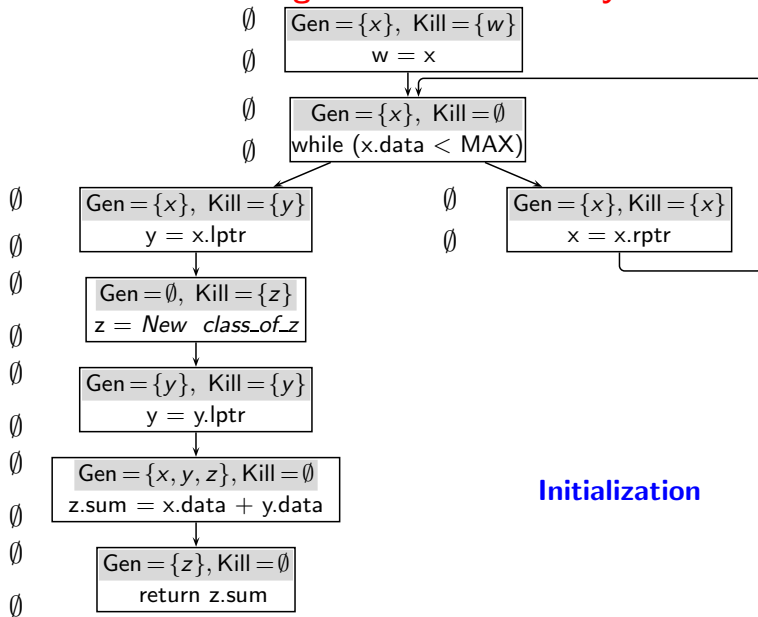 ∅
Gen = {x}, Kill = {w}
w = x
∅
∅
Gen = {x}, Kill = ∅
while (x.data < MAX)
∅
∅
Gen = {x}, Kill = {y}
y = x.lptr
∅
∅
Gen = {x}, Kill = {x}
x = x.rptr
∅
∅
Gen = ∅, Kill = {z}
z = New class_of_z
∅
∅
Gen = {y}, Kill = {y}
y = y.lptr
∅
∅
Gen = {x, y, z}, Kill = ∅
z.sum = x.data + y.data
∅
Initialization
∅
Gen = {z}, Kill = ∅
return z.sum
∅